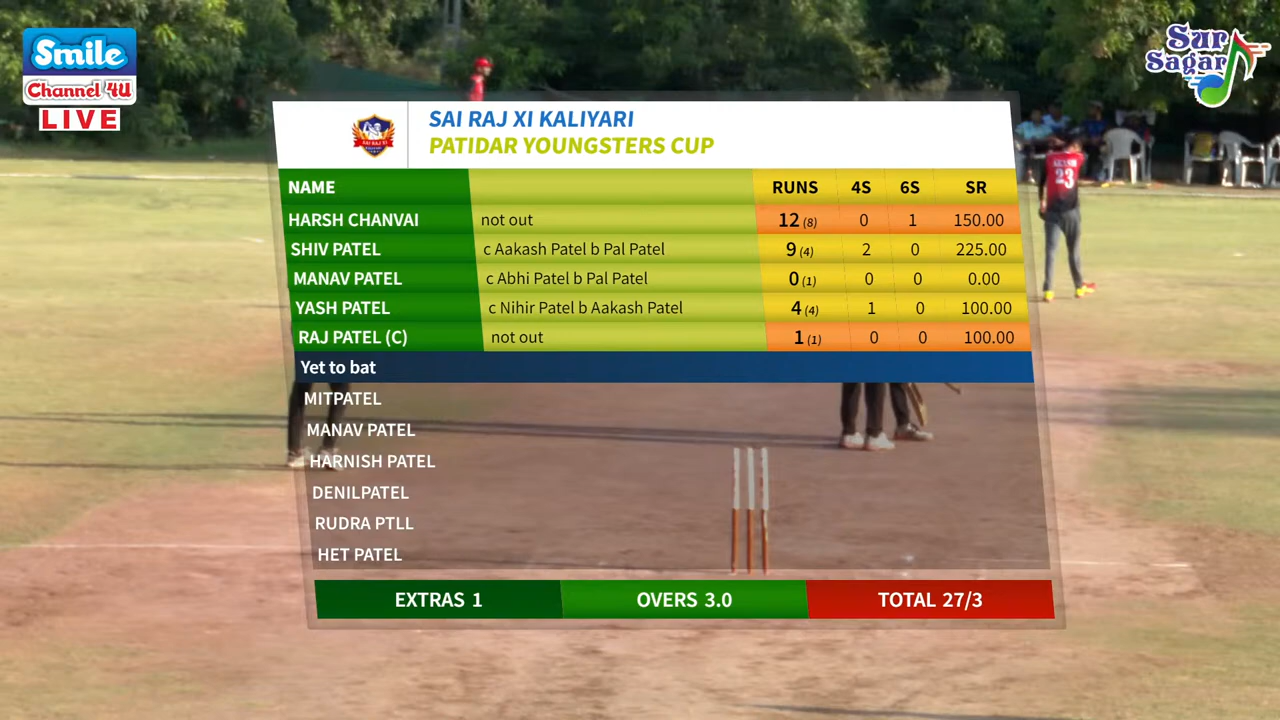 Smile
Channel 4U
LIVE
Sur
Sagar
SAI RAJ XI
SAI RAJ XI KALIYARI
PATIDAR YOUNGSTERS CUP
NAME RUNS 4S 6S SR
HARSH CHANVAI not out 12 (8) 0 1 150.00
SHIV PATEL c Aakash Patel b Pal Patel 9 (4) 2 0 225.00
MANAV PATEL c Abhi Patel b Pal Patel 0 (1) 0 0 0.00
YASH PATEL c Nihir Patel b Aakash Patel 4 (4) 1 0 100.00
RAJ PATEL (C) not out 1 (1) 0 0 100.00
Yet to bat
MITPATEL
MANAV PATEL
HARNISH PATEL
DENILPATEL
RUDRA PTLL
HET PATEL
EXTRAS 1 OVERS 3.0 TOTAL 27/3
23